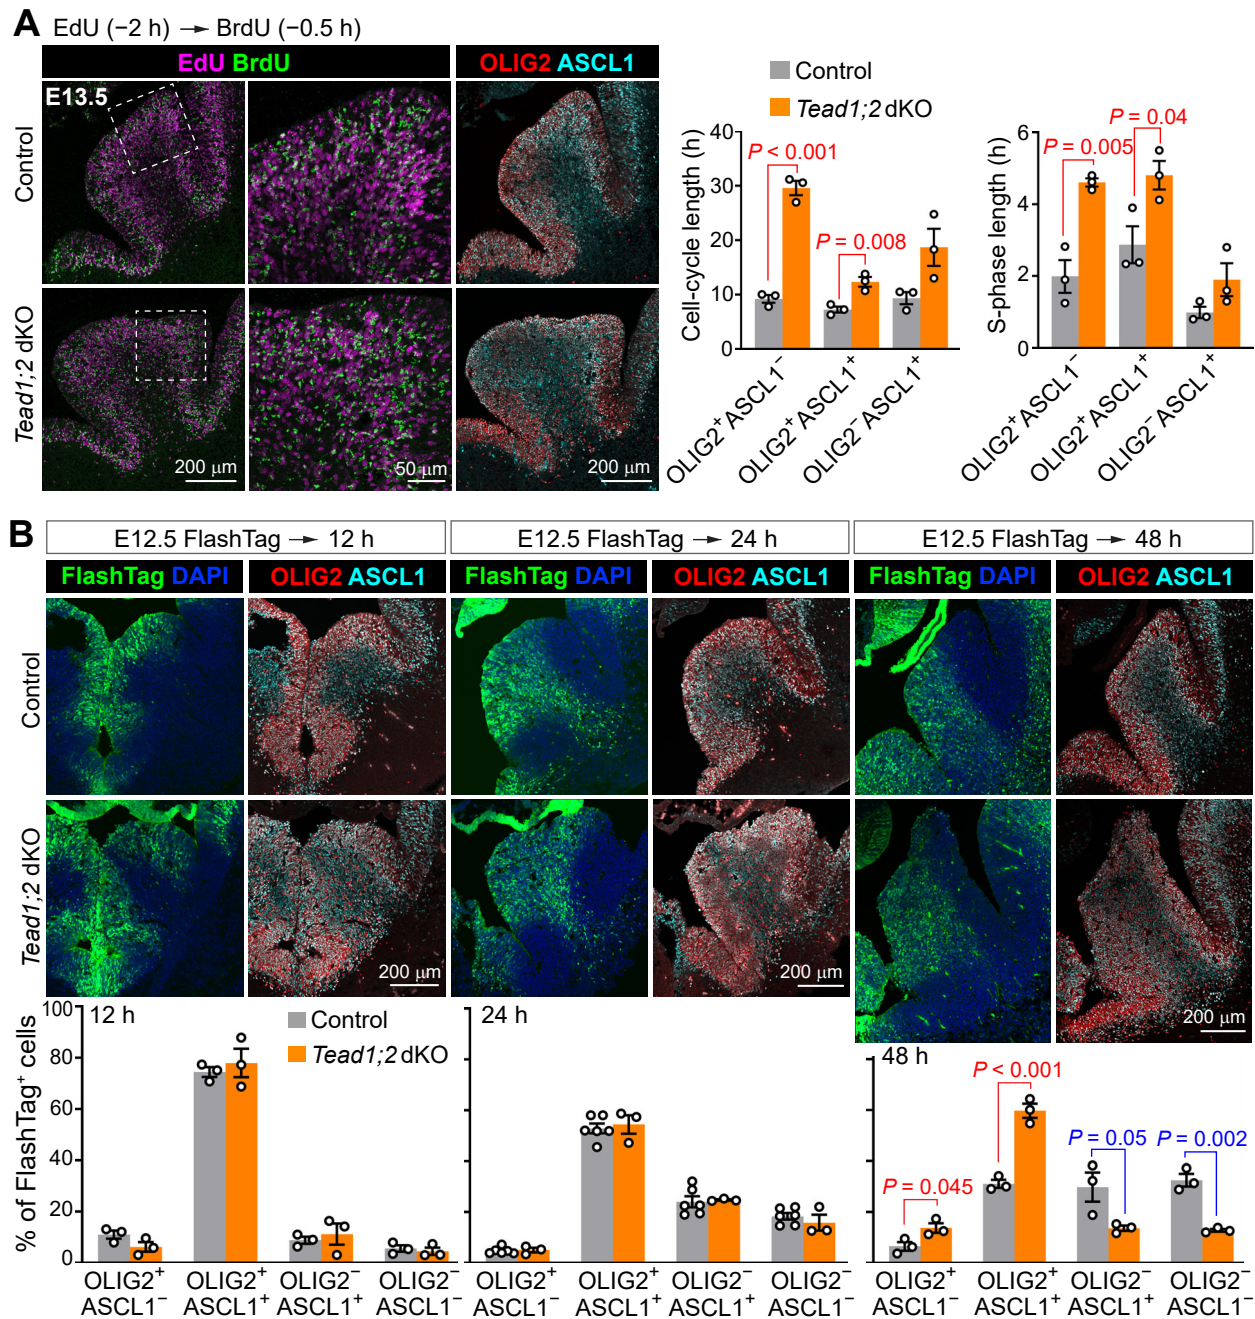 A EdU (−2 h) → BrdU (−0.5 h)
EdU BrdU
OLIG2 ASCL1
E13.5
Control
Tead1;2 dKO
200 μm
50 μm
200 μm
Control
Tead1;2 dKO
Cell-cycle length (h)
40
30
20
10
0
P < 0.001
P = 0.008
OLIG2⁺ ASCL1⁻
OLIG2⁺ ASCL1⁺
OLIG2⁻ ASCL1⁺
S-phase length (h)
6
4
2
0
P = 0.005
P = 0.04
OLIG2⁺ ASCL1⁻
OLIG2⁺ ASCL1⁺
OLIG2⁻ ASCL1⁺
B
E12.5 FlashTag → 12 h
E12.5 FlashTag → 24 h
E12.5 FlashTag → 48 h
FlashTag DAPI
OLIG2 ASCL1
FlashTag DAPI
OLIG2 ASCL1
FlashTag DAPI
OLIG2 ASCL1
Control
Tead1;2 dKO
200 μm
200 μm
200 μm
% of FlashTag⁺ cells
100
80
60
40
20
0
12 h
Control
Tead1;2 dKO
OLIG2⁺
ASCL1⁻
OLIG2⁺
ASCL1⁺
OLIG2⁻
ASCL1⁺
OLIG2⁻
ASCL1⁻
24 h
OLIG2⁺
ASCL1⁻
OLIG2⁺
ASCL1⁺
OLIG2⁻
ASCL1⁺
OLIG2⁻
ASCL1⁻
48 h
P = 0.045
P < 0.001
P = 0.05
P = 0.002
OLIG2⁺
ASCL1⁻
OLIG2⁺
ASCL1⁺
OLIG2⁻
ASCL1⁺
OLIG2⁻
ASCL1⁻